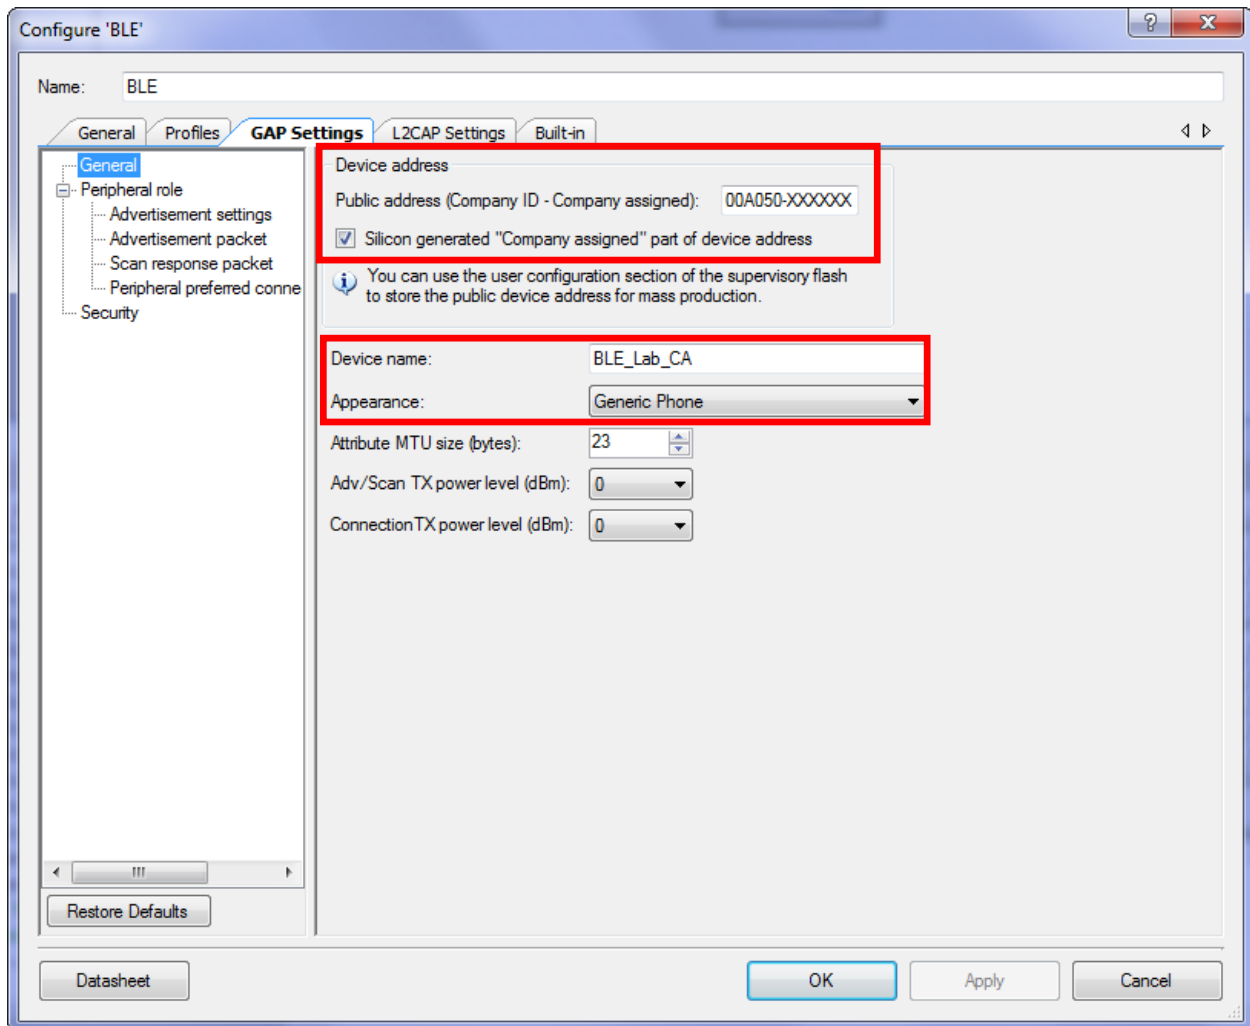 Configure 'BLE'
Name: BLE
General Profiles GAP Settings L2CAP Settings Built-in
General
Peripheral role
Advertisement settings
Advertisement packet
Scan response packet
Peripheral preferred conne
Security
Restore Defaults
Device address
Public address (Company ID - Company assigned): 00A050-XXXXXX
Silicon generated "Company assigned" part of device address
You can use the user configuration section of the supervisory flash
to store the public device address for mass production.
Device name: BLE_Lab_CA
Appearance: Generic Phone
Attribute MTU size (bytes): 23
Adv/Scan TX power level (dBm): 0
ConnectionTX power level (dBm): 0
Datasheet OK Apply Cancel